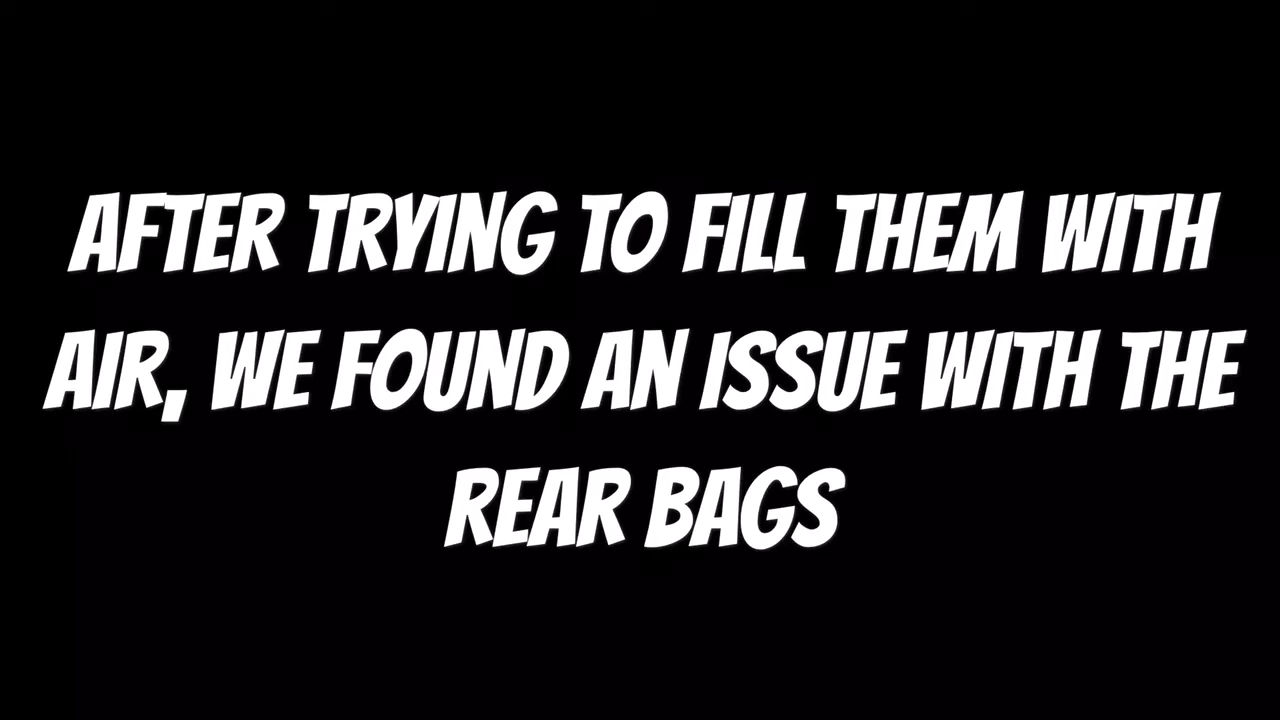 AFTER TRYING TO FILL THEM WITH
AIR, WE FOUND AN ISSUE WITH THE
REAR BAGS